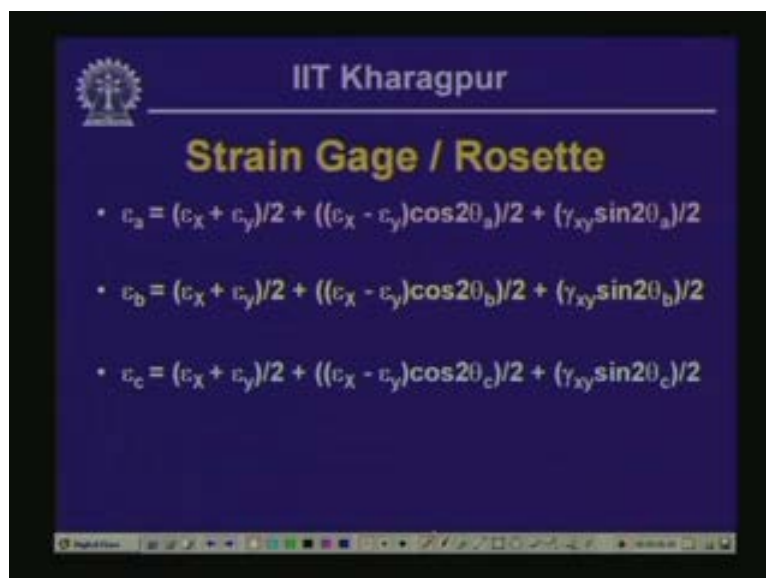 IIT Kharagpur
Strain Gage / Rosette
• εa = (εX + εy)/2 + ((εX - εy)cos2θa)/2 + (γxysin2θa)/2
• εb = (εX + εy)/2 + ((εX - εy)cos2θb)/2 + (γxysin2θb)/2
• εc = (εX + εy)/2 + ((εX - εy)cos2θc)/2 + (γxysin2θc)/2